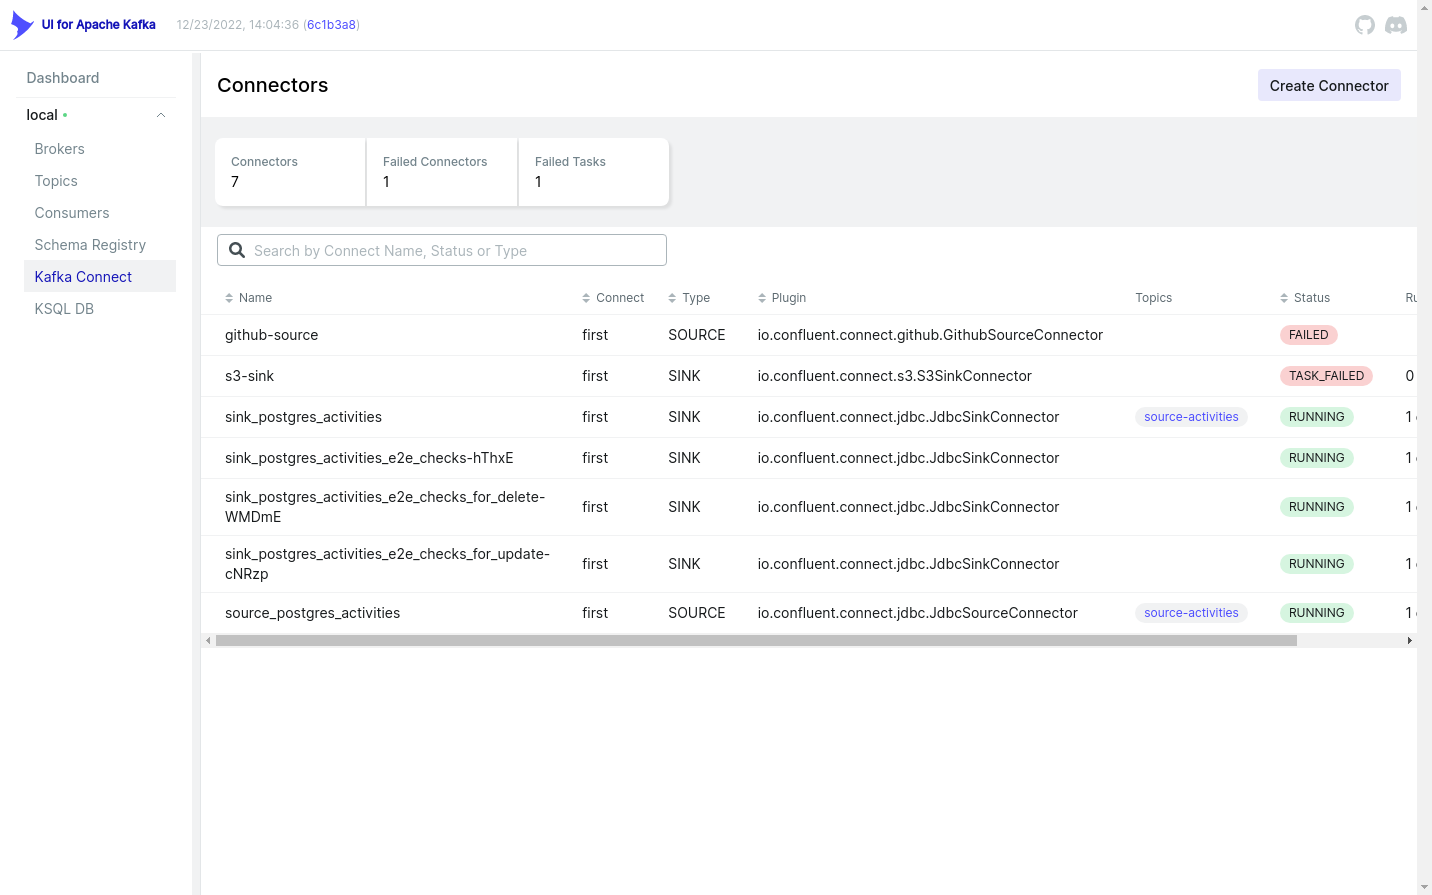 UI for Apache Kafka 12/23/2022, 14:04:36 (6c1b3a8)
Dashboard
local
Brokers
Topics
Consumers
Schema Registry
Kafka Connect
KSQL DB
Connectors
Create Connector
Connectors
7
Failed Connectors
1
Failed Tasks
1
Search by Connect Name, Status or Type
Name Connect Type Plugin Topics Status
github-source first SOURCE io.confluent.connect.github.GithubSourceConnector FAILED
s3-sink first SINK io.confluent.connect.s3.S3SinkConnector TASK_FAILED 0
sink_postgres_activities first SINK io.confluent.connect.jdbc.JdbcSinkConnector source-activities RUNNING 1
sink_postgres_activities_e2e_checks-hThxE first SINK io.confluent.connect.jdbc.JdbcSinkConnector RUNNING 1
sink_postgres_activities_e2e_checks_for_delete-
WMDmE first SINK io.confluent.connect.jdbc.JdbcSinkConnector RUNNING 1
sink_postgres_activities_e2e_checks_for_update-
cNRzp first SINK io.confluent.connect.jdbc.JdbcSinkConnector RUNNING 1
source_postgres_activities first SOURCE io.confluent.connect.jdbc.JdbcSourceConnector source-activities RUNNING 1